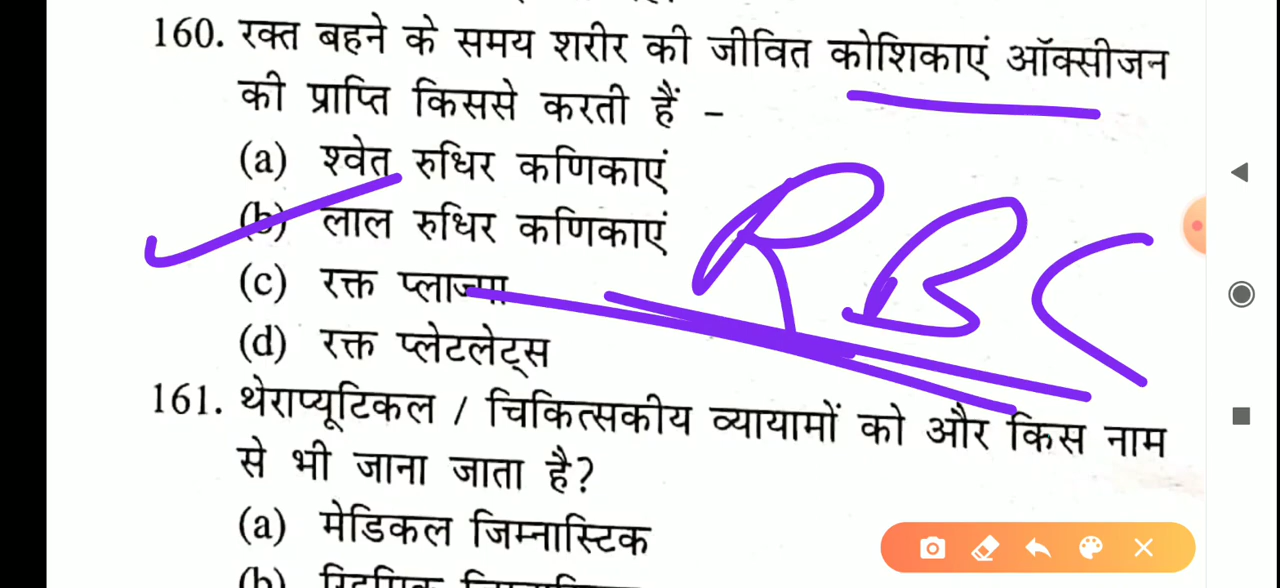 160. रक्त बहने के समय शरीर की जीवित कोशिकाएं ऑक्सीजन
की प्राप्ति किससे करती हैं –
(a) श्वेत रुधिर कणिकाएं
(b) लाल रुधिर कणिकाएं
(c) रक्त प्लाज्मा
(d) रक्त प्लेटलेट्स
RBC
161. थेराप्यूटिकल / चिकित्सकीय व्यायामों को और किस नाम
से भी जाना जाता है?
(a) मेडिकल जिम्नास्टिक
(b)